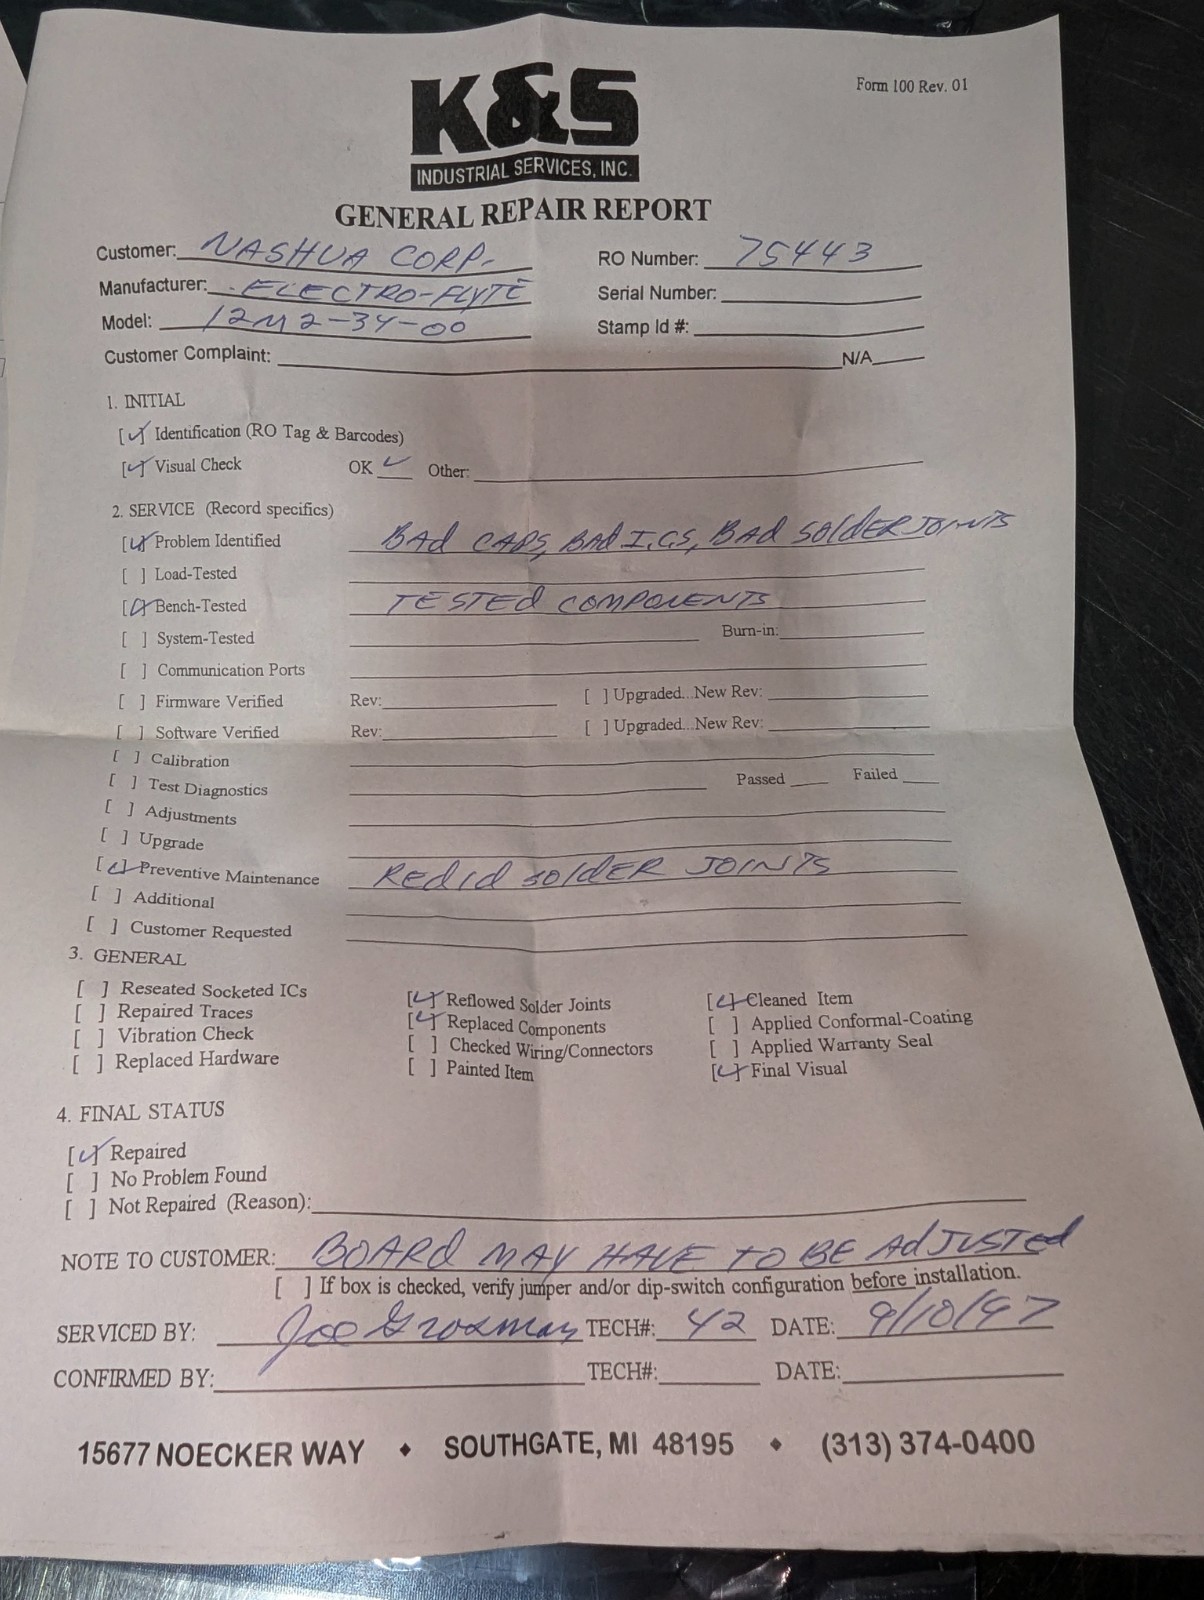 Form 100 Rev. 01
K&S
INDUSTRIAL SERVICES, INC.
GENERAL REPAIR REPORT
Customer: NASHUA CORP. RO Number: 75443
Manufacturer: ELECTRO-FLYTE Serial Number:
Model: 12M2-34-00 Stamp Id #:
Customer Complaint: N/A
1. INITIAL
[✓] Identification (RO Tag & Barcodes)
[✓] Visual Check OK ✓ Other:
2. SERVICE (Record specifics)
[✓] Problem Identified BAd CAPS, BAd I.C.S, BAd SOldER JOINTS
[ ] Load-Tested
[✓] Bench-Tested TESTEd COMPONENTS
[ ] System-Tested Burn-in:
[ ] Communication Ports
[ ] Firmware Verified Rev: [ ] Upgraded...New Rev:
[ ] Software Verified Rev: [ ] Upgraded...New Rev:
[ ] Calibration
[ ] Test Diagnostics Passed Failed
[ ] Adjustments
[ ] Upgrade
[✓] Preventive Maintenance REdId SOldER JOINTS
[ ] Additional
[ ] Customer Requested
3. GENERAL
[ ] Reseated Socketed ICs [✓] Reflowed Solder Joints [✓] Cleaned Item
[ ] Repaired Traces [✓] Replaced Components [ ] Applied Conformal-Coating
[ ] Vibration Check [ ] Checked Wiring/Connectors [ ] Applied Warranty Seal
[ ] Replaced Hardware [ ] Painted Item [✓] Final Visual
4. FINAL STATUS
[✓] Repaired
[ ] No Problem Found
[ ] Not Repaired (Reason):
NOTE TO CUSTOMER: BOARd MAY HAVE TO BE AdJUSTEd
[ ] If box is checked, verify jumper and/or dip-switch configuration before installation.
SERVICED BY: Joe TECH#: 42 DATE: 9/10/97
CONFIRMED BY: TECH#: DATE:
15677 NOECKER WAY ♦ SOUTHGATE, MI 48195 ♦ (313) 374-0400